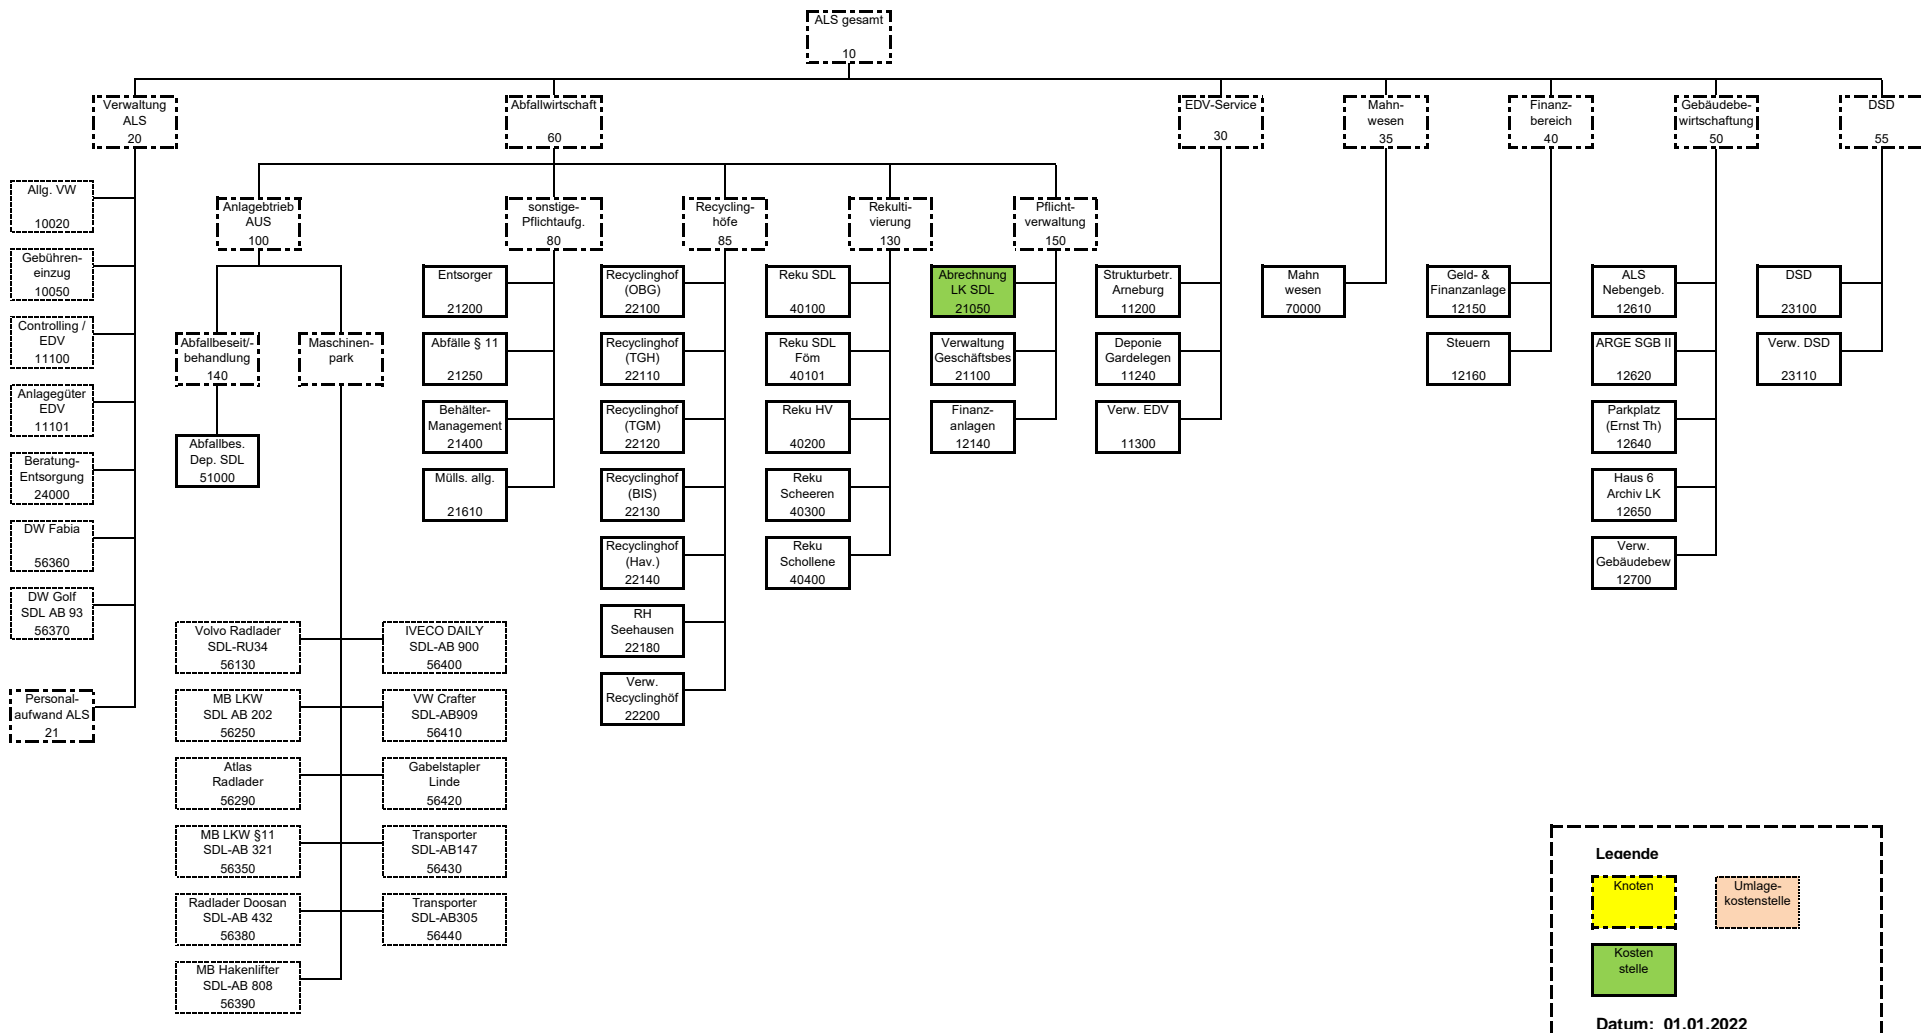 ALS gesamt
10
Verwaltung
ALS
20
Abfallwirtschaft
60
EDV-Service
30
Mahn-
wesen
35
Finanz-
bereich
40
Gebäudebe-
wirtschaftung
50
DSD
55
Allg. VW
10020
Gebühren-
einzug
10050
Controlling /
EDV
11100
Anlagegüter
EDV
11101
Beratung-
Entsorgung
24000
DW Fabia
56360
DW Golf
SDL AB 93
56370
Personal-
aufwand ALS
21
Anlagebtrieb
AUS
100
sonstige-
Pflichtaufg.
80
Recycling-
höfe
85
Rekulti-
vierung
130
Pflicht-
verwaltung
150
Abfallbeseit/-
behandlung
140
Maschinen-
park
Abfallbes.
Dep. SDL
51000
Volvo Radlader
SDL-RU34
56130
MB LKW
SDL AB 202
56250
Atlas
Radlader
56290
MB LKW §11
SDL-AB 321
56350
Radlader Doosan
SDL-AB 432
56380
MB Hakenlifter
SDL-AB 808
56390
IVECO DAILY
SDL-AB 900
56400
VW Crafter
SDL-AB909
56410
Gabelstapler
Linde
56420
Transporter
SDL-AB147
56430
Transporter
SDL-AB305
56440
Entsorger
21200
Abfälle § 11
21250
Behälter-
Management
21400
Mülls. allg.
21610
Recyclinghof
(OBG)
22100
Recyclinghof
(TGH)
22110
Recyclinghof
(TGM)
22120
Recyclinghof
(BIS)
22130
Recyclinghof
(Hav.)
22140
RH
Seehausen
22180
Verw.
Recyclinghöf
22200
Reku SDL
40100
Reku SDL
Föm
40101
Reku HV
40200
Reku
Scheeren
40300
Reku
Schollene
40400
Abrechnung
LK SDL
21050
Verwaltung
Geschäftsbes
21100
Finanz-
anlagen
12140
Strukturbetr.
Arneburg
11200
Deponie
Gardelegen
11240
Verw. EDV
11300
Mahn
wesen
70000
Geld- &
Finanzanlage
12150
Steuern
12160
ALS
Nebengeb.
12610
ARGE SGB II
12620
Parkplatz
(Ernst Th)
12640
Haus 6
Archiv LK
12650
Verw.
Gebäudebew
12700
DSD
23100
Verw. DSD
23110
Legende
Knoten
Umlage-
kostenstelle
Kosten
stelle
Datum: 01.01.2022